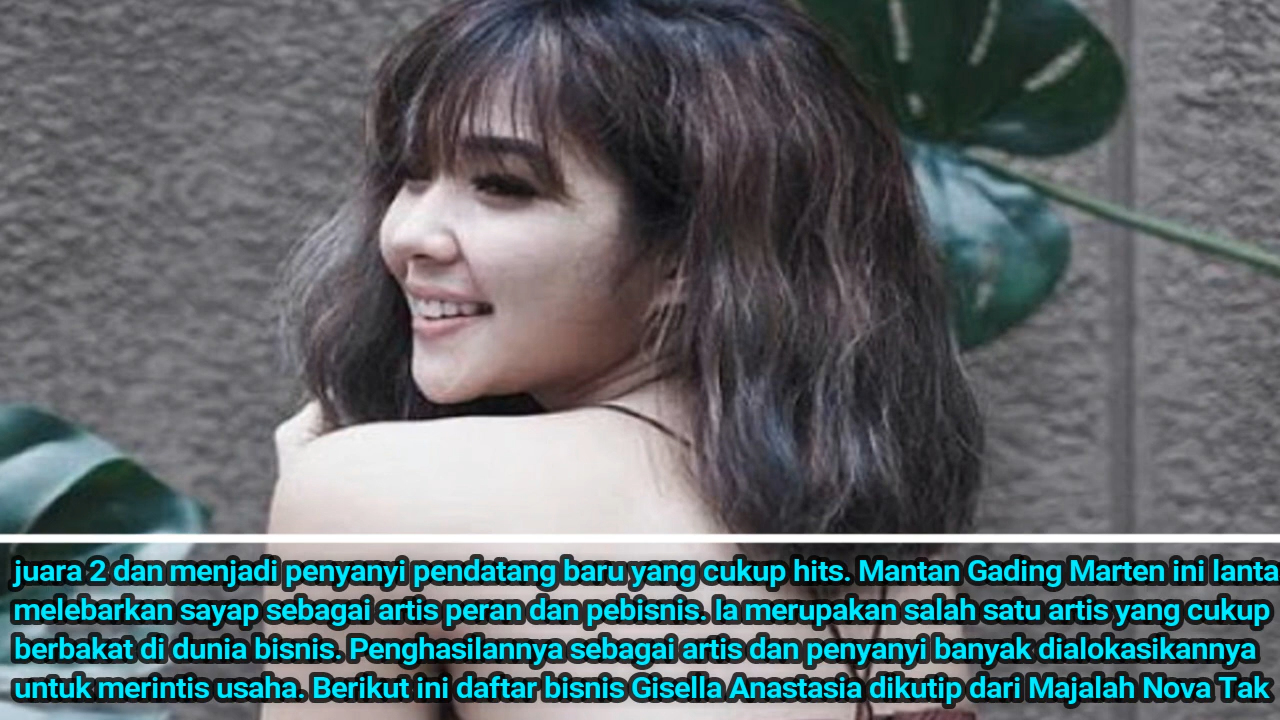 juara 2 dan menjadi penyanyi pendatang baru yang cukup hits. Mantan Gading Marten ini lanta
melebarkan sayap sebagai artis peran dan pebisnis. Ia merupakan salah satu artis yang cukup
berbakat di dunia bisnis. Penghasilannya sebagai artis dan penyanyi banyak dialokasikannya
untuk merintis usaha. Berikut ini daftar bisnis Gisella Anastasia dikutip dari Majalah Nova Tak